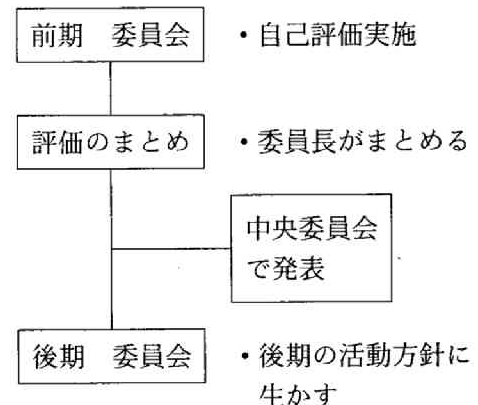 前期　委員会
・自己評価実施
評価のまとめ
・委員長がまとめる
中央委員会
で発表
後期　委員会
・後期の活動方針に
生かす